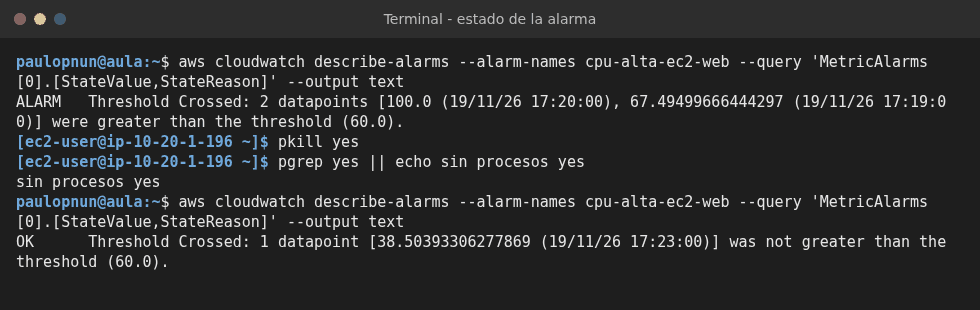 Terminal - estado de la alarma
paulopnun@aula:~$ aws cloudwatch describe-alarms --alarm-names cpu-alta-ec2-web --query 'MetricAlarms
[0].[StateValue,StateReason]' --output text
ALARM   Threshold Crossed: 2 datapoints [100.0 (19/11/26 17:20:00), 67.49499666444297 (19/11/26 17:19:0
0)] were greater than the threshold (60.0).
[ec2-user@ip-10-20-1-196 ~]$ pkill yes
[ec2-user@ip-10-20-1-196 ~]$ pgrep yes || echo sin procesos yes
sin procesos yes
paulopnun@aula:~$ aws cloudwatch describe-alarms --alarm-names cpu-alta-ec2-web --query 'MetricAlarms
[0].[StateValue,StateReason]' --output text
OK      Threshold Crossed: 1 datapoint [38.50393306277869 (19/11/26 17:23:00)] was not greater than the
threshold (60.0).